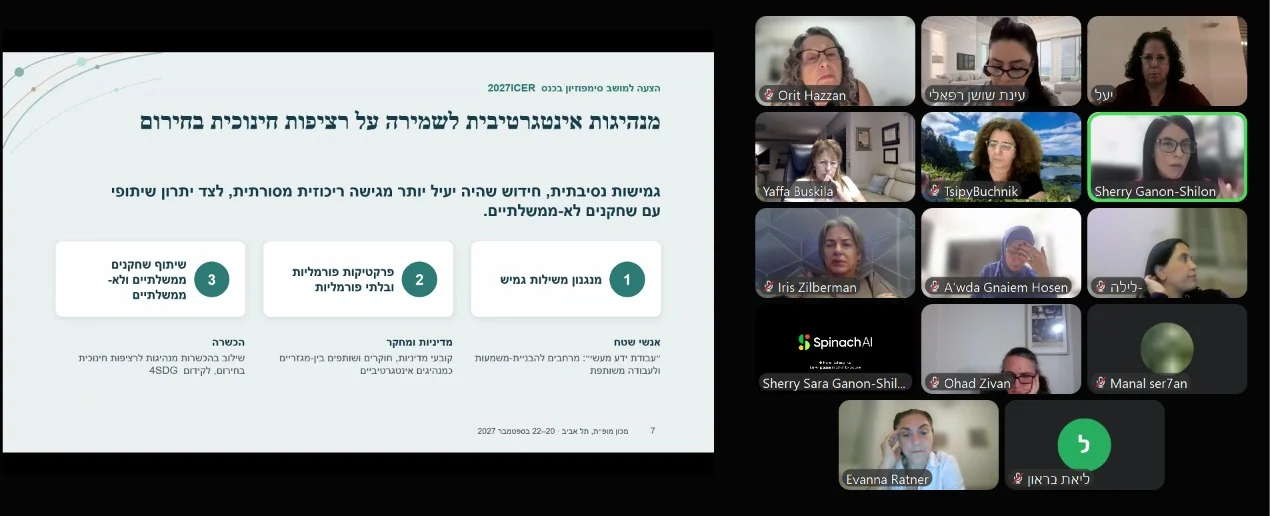 הצעה למושב סימפוזיון בכנס 2027ICER
מנהיגות אינטגרטיבית לשמירה על רציפות חינוכית בחירום
גמישות נסיבתית, חידוש שהיה יעיל יותר מגישה ריכוזית מסורתית, לצד יתרון שיתופי
עם שחקנים לא-ממשלתיים.
1
מנגנון משילות גמיש
2
פרקטיקות פורמליות
ובלתי פורמליות
3
שיתוף שחקנים
ממשלתיים ולא-
ממשלתיים
אנשי שטח
״עבודת ידע מעשי״: מרחבים להבניית-משמעות
ולעבודה משותפת
מדיניות ומחקר
קובעי מדיניות, חוקרים ושותפים בין-מגזריים
כמנהיגים אינטגרטיביים
הכשרה
שילוב בהכשרות מנהיגות לרציפות חינוכית
בחירום, לקידום 4SDG
7
מכון מופ״ת, תל אביב · 20–22 בספטמבר 2027
Orit Hazzan
עינת שושן רפאלי
יעל
Yaffa Buskila
TsipyBuchnik
Sherry Ganon-Shilon
Iris Zilberman
A'wda Gnaiem Hosen
לילה-
SpinachAI
Sherry Sara Ganon-Shil...
Ohad Zivan
Manal ser7an
Evanna Ratner
ל
ליאת בראון